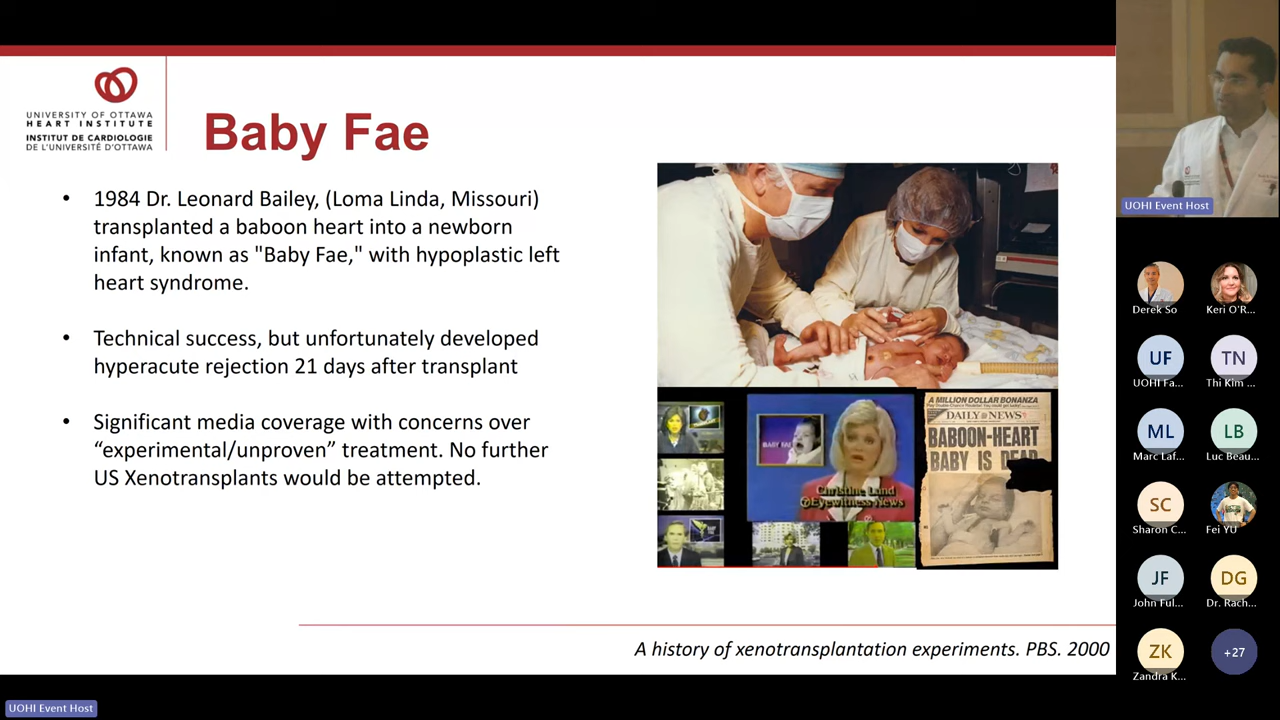 UNIVERSITY OF OTTAWA
HEART INSTITUTE
INSTITUT DE CARDIOLOGIE
DE L'UNIVERSITÉ D'OTTAWA
Baby Fae
• 1984 Dr. Leonard Bailey, (Loma Linda, Missouri)
transplanted a baboon heart into a newborn
infant, known as "Baby Fae," with hypoplastic left
heart syndrome.
• Technical success, but unfortunately developed
hyperacute rejection 21 days after transplant
• Significant media coverage with concerns over
“experimental/unproven” treatment. No further
US Xenotransplants would be attempted.
BABY FAE
Christine Lund
Eyewitness News
A MILLION DOLLAR BONANZA
DAILY NEWS
BABOON-HEART
BABY IS DEAD
A history of xenotransplantation experiments. PBS. 2000
UOHI Event Host
Derek So
Keri O'R...
UF
UOHI Fa...
TN
Thi Kim ...
ML
Marc Laf...
LB
Luc Beau...
SC
Sharon C...
Fei YU
JF
John Ful...
DG
Dr. Rach...
ZK
Zandra K...
+27
UOHI Event Host